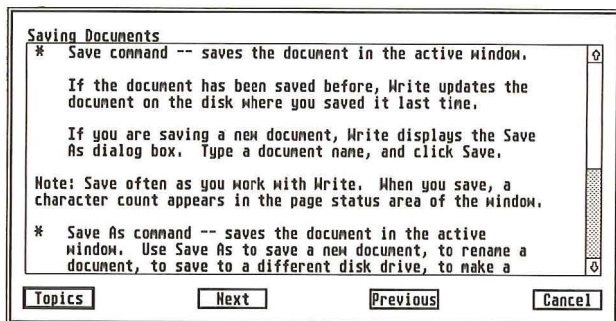 Saving Documents
* Save command -- saves the document in the active window.
If the document has been saved before, Write updates the
document on the disk where you saved it last time.
If you are saving a new document, Write displays the Save
As dialog box. Type a document name, and click Save.
Note: Save often as you work with Write. When you save, a
character count appears in the page status area of the window.
* Save As command -- saves the document in the active
window. Use Save As to save a new document, to rename a
document, to save to a different disk drive, to make a
Topics Next Previous Cancel